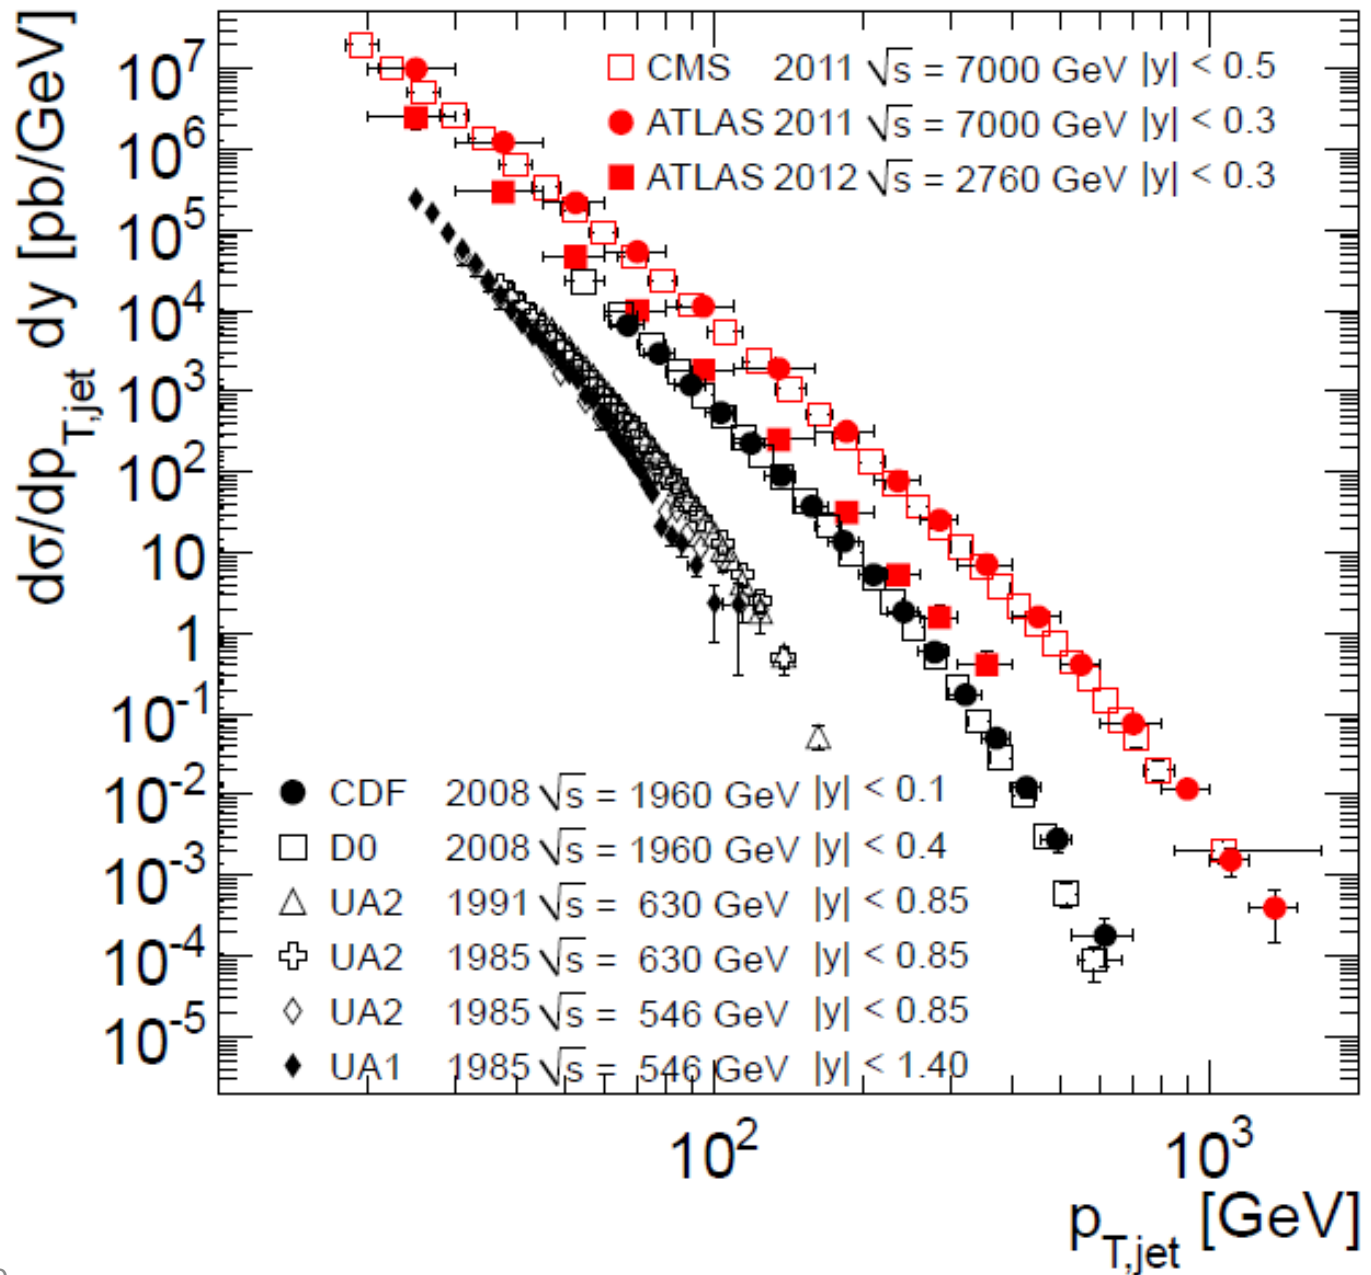 dσ/dp_{T,jet} dy [pb/GeV]
10^7
10^6
10^5
10^4
10^3
10^2
10
1
10^-1
10^-2
10^-3
10^-4
10^-5
CMS 2011 √s = 7000 GeV |y| < 0.5
ATLAS 2011 √s = 7000 GeV |y| < 0.3
ATLAS 2012 √s = 2760 GeV |y| < 0.3
CDF 2008 √s = 1960 GeV |y| < 0.1
D0 2008 √s = 1960 GeV |y| < 0.4
UA2 1991 √s = 630 GeV |y| < 0.85
UA2 1985 √s = 630 GeV |y| < 0.85
UA2 1985 √s = 546 GeV |y| < 0.85
UA1 1985 √s = 546 GeV |y| < 1.40
10^2 10^3
p_{T,jet} [GeV]